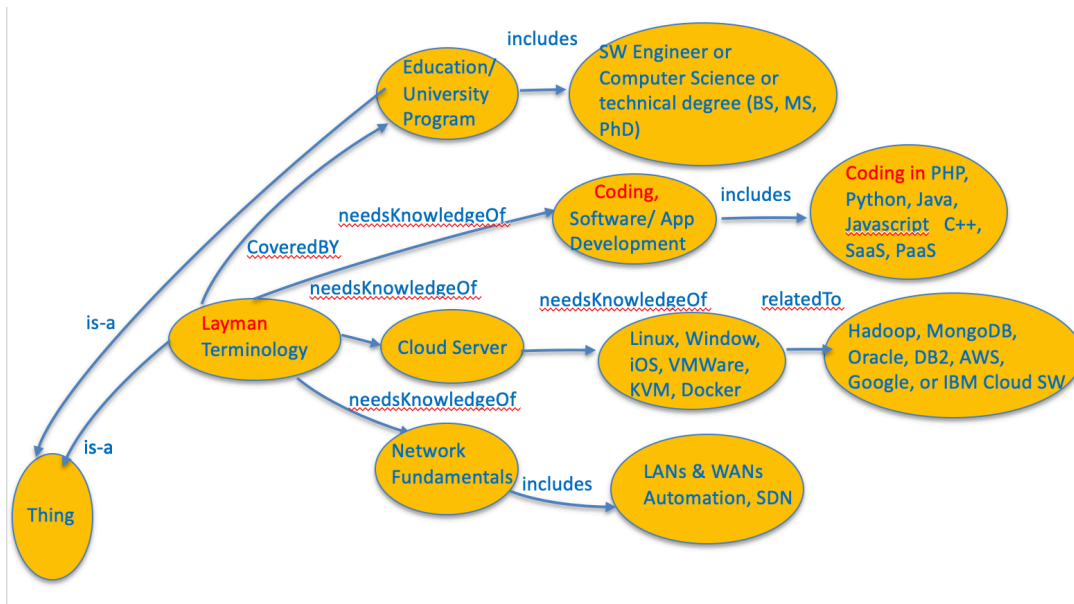 includes
Education/
University
Program
SW Engineer or
Computer Science or
technical degree (BS, MS,
PhD)
needsKnowledgeOf
Coding,
Software/ App
Development
includes
Coding in PHP,
Python, Java,
Javascript C++,
SaaS, PaaS
CoveredBY
needsKnowledgeOf
is-a
Layman
Terminology
Cloud Server
needsKnowledgeOf
Linux, Window,
iOS, VMWare,
KVM, Docker
relatedTo
Hadoop, MongoDB,
Oracle, DB2, AWS,
Google, or IBM Cloud SW
needsKnowledgeOf
is-a
Network
Fundamentals
includes
LANs & WANs
Automation, SDN
Thing